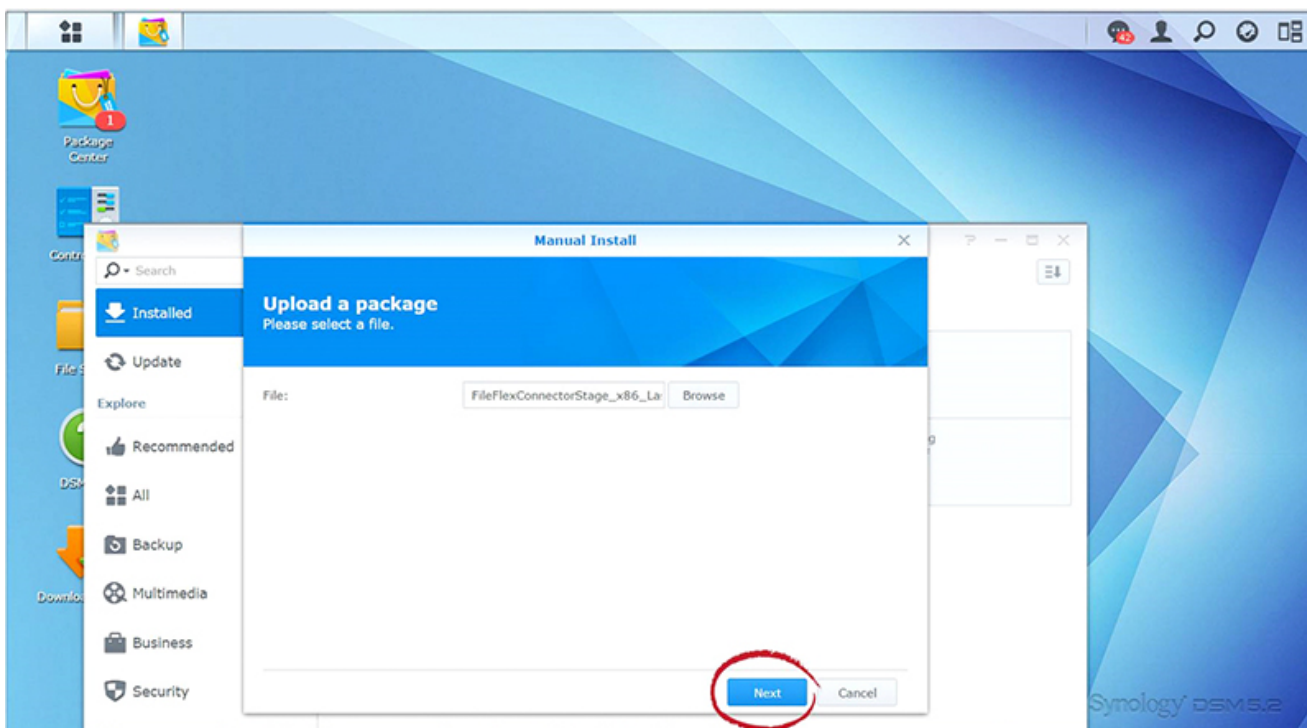 42
1
Package
Center
Manual Install
Search
Installed
Upload a package
Please select a file.
Update
File:
FileFlexConnectorStage_x86_La
Browse
Explore
Recommended
All
Backup
Multimedia
Business
Security
Next
Cancel
Synology DSM 5.2